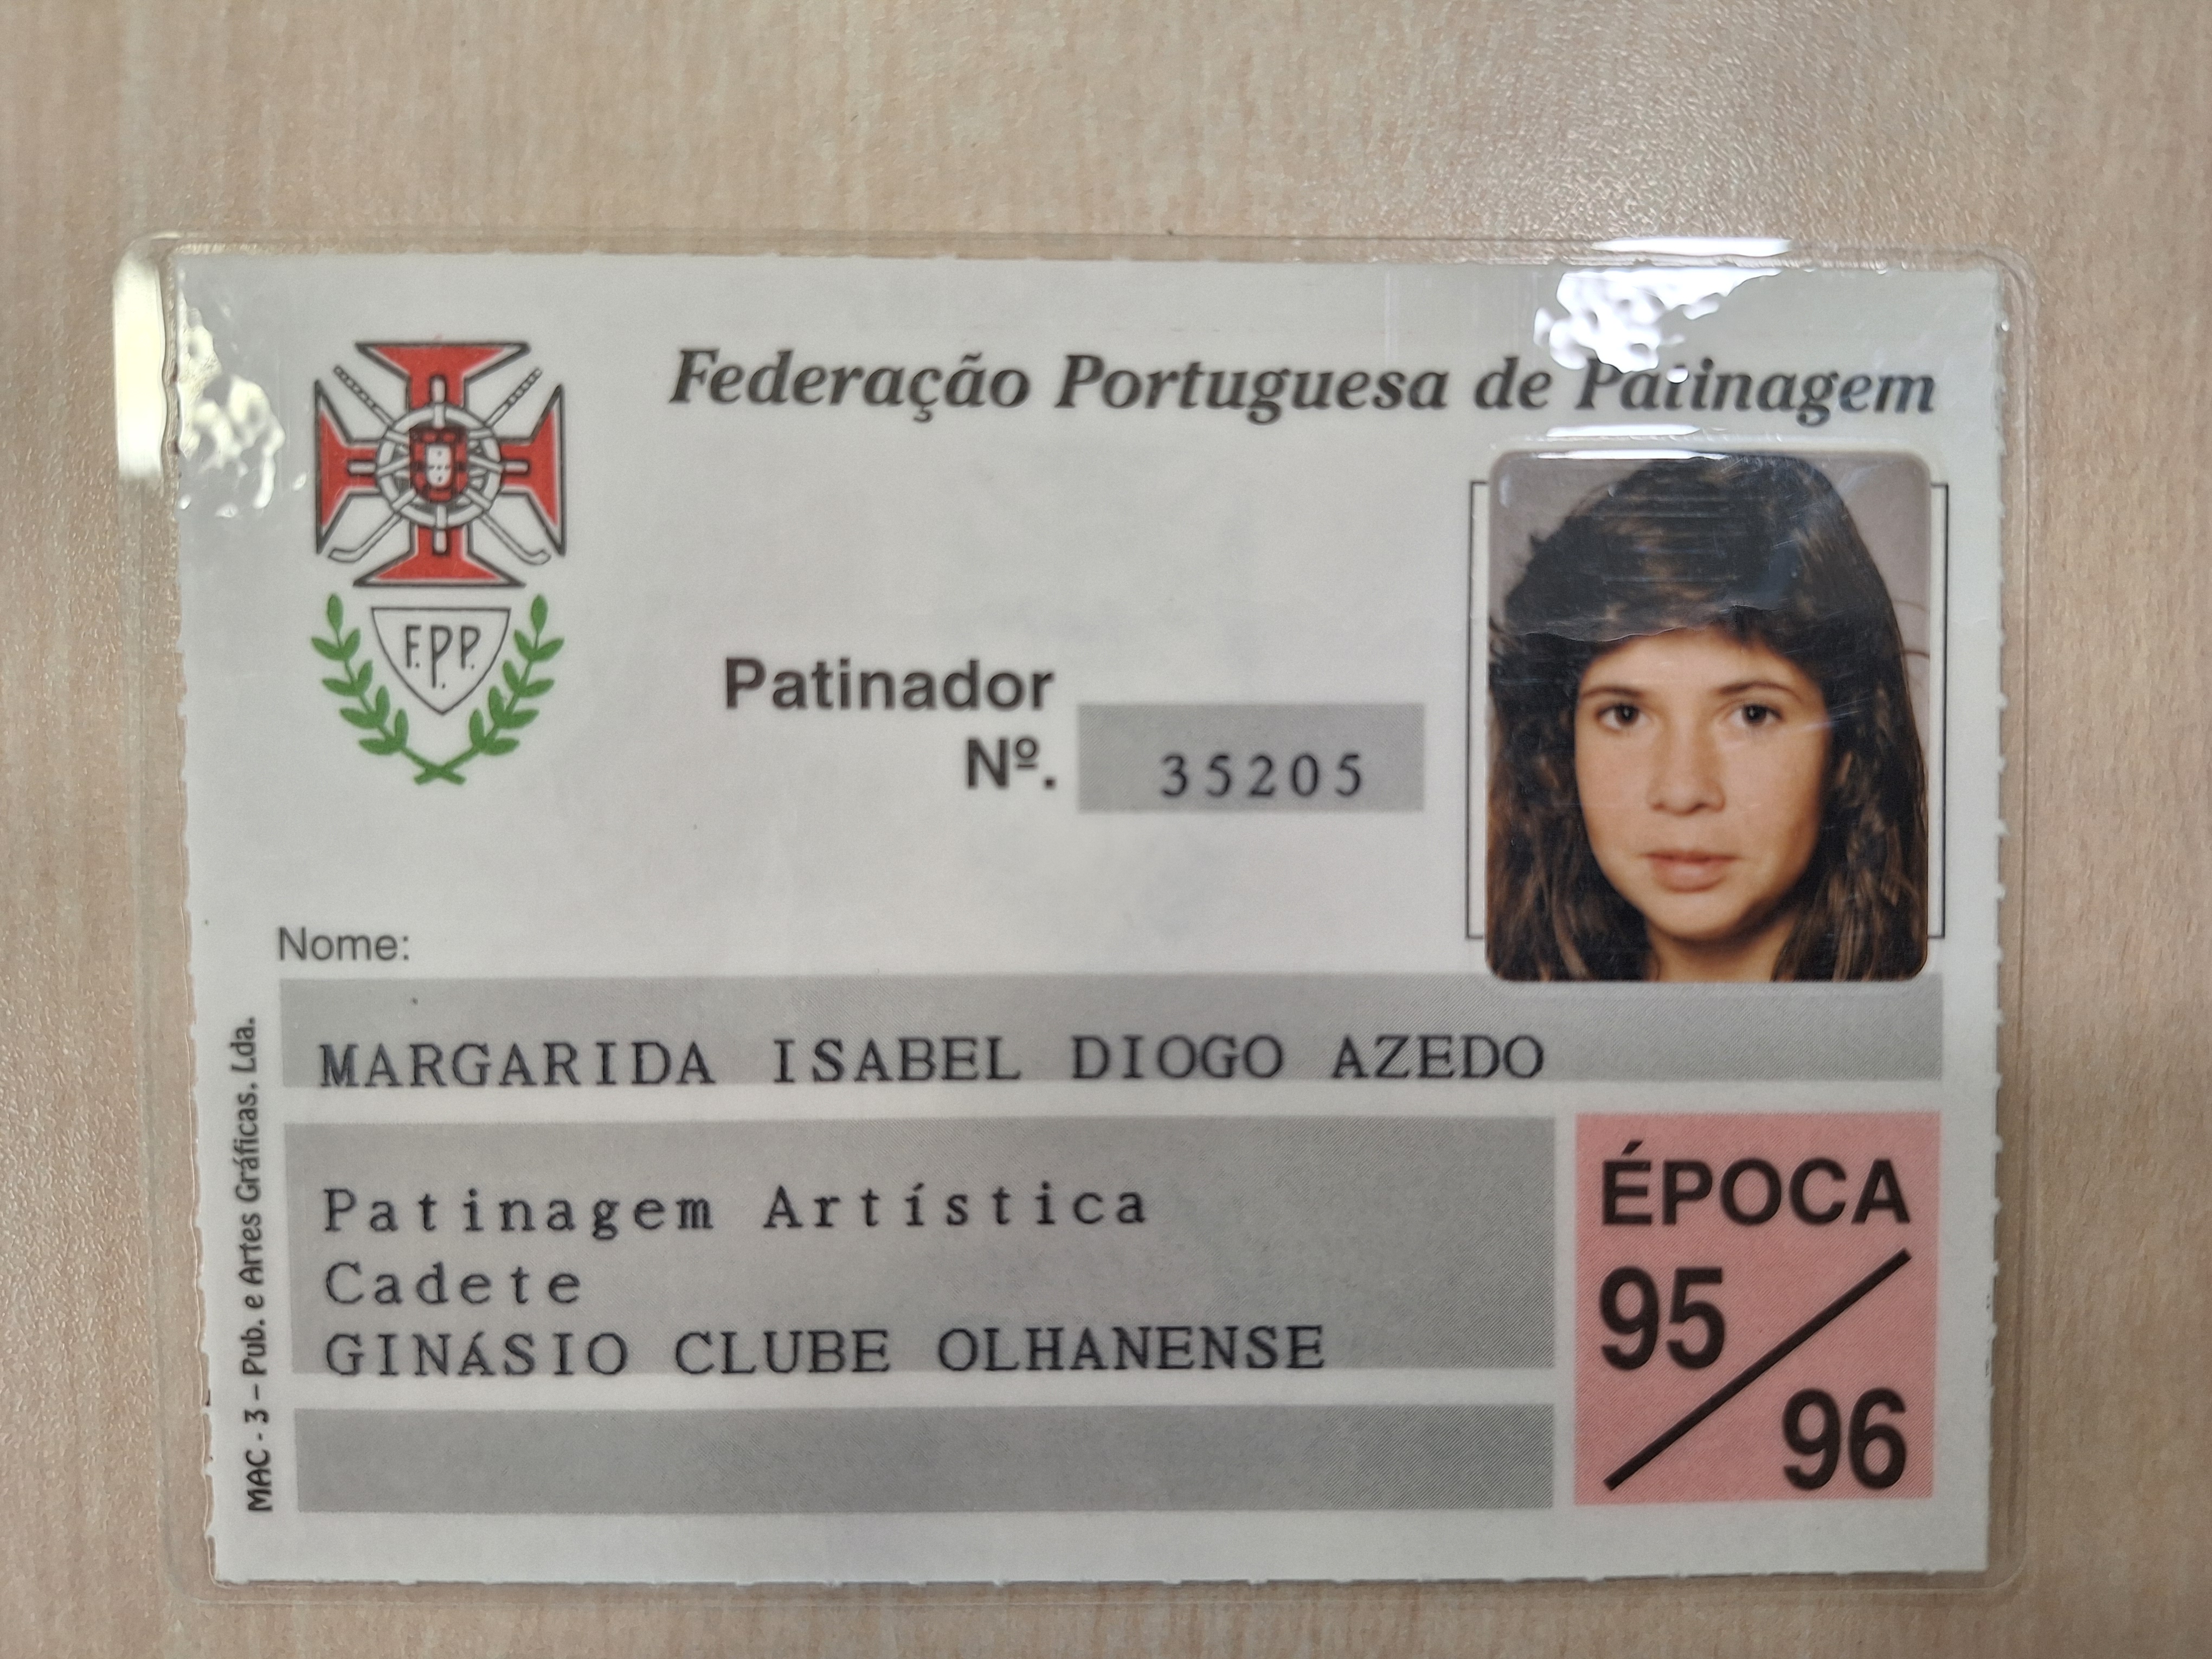 Federação Portuguesa de Patinagem
F.P.P.
Patinador
Nº. 35205
Nome:
MARGARIDA ISABEL DIOGO AZEDO
Patinagem Artística
Cadete
GINÁSIO CLUBE OLHANENSE
ÉPOCA
95/96
MAC - 3 - Pub. e Artes Gráficas. Lda.